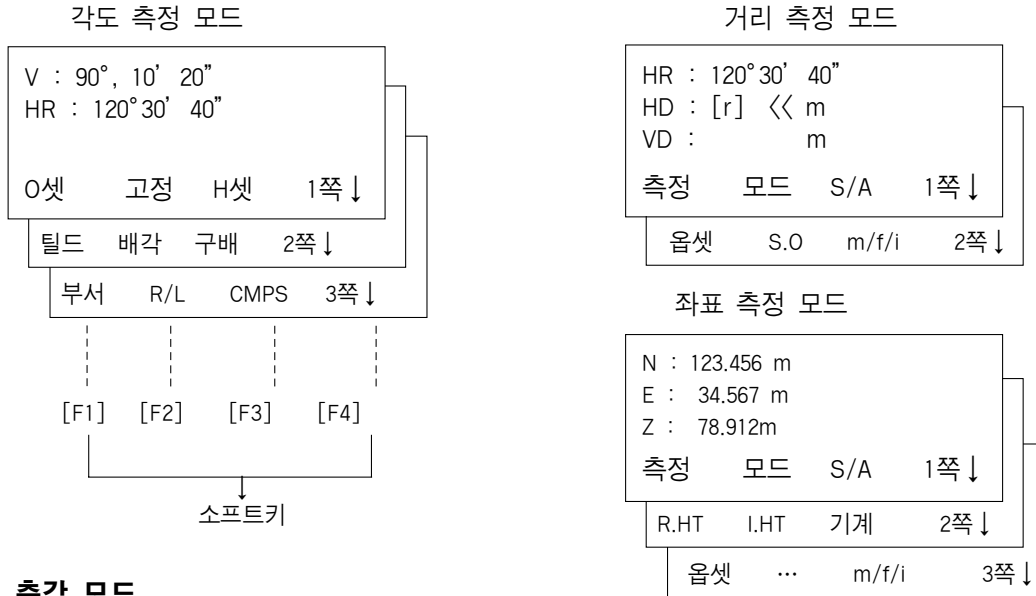 각도 측정 모드
V : 90°, 10' 20"
HR : 120°30' 40"
0셋 고정 H셋 1쪽↓
틸드 배각 구배 2쪽↓
부서 R/L CMPS 3쪽↓
[F1] [F2] [F3] [F4]
소프트키
거리 측정 모드
HR : 120°30' 40"
HD : [r] << m
VD : m
측정 모드 S/A 1쪽↓
옵셋 S.O m/f/i 2쪽↓
좌표 측정 모드
N : 123.456 m
E : 34.567 m
Z : 78.912m
측정 모드 S/A 1쪽↓
R.HT I.HT 기계 2쪽↓
옵셋 … m/f/i 3쪽↓